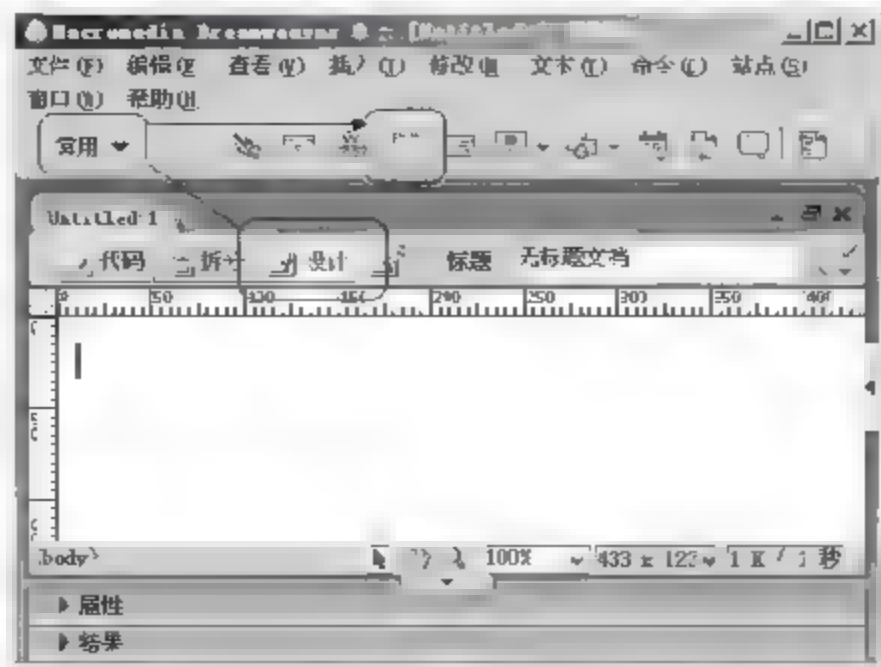 Macromedia Dreamweaver 8 - [Untitled
文件(F) 编辑(E) 查看(V) 插入(I) 修改(M) 文本(T) 命令(C) 站点(S)
窗口(W) 帮助(H)
常用
Untitled-1
代码 拆分 设计 标题 无标题文档
0 50 100 150 200 250 300 350 400
body> 100% 433 x 123 1 K / 1 秒
属性
结果